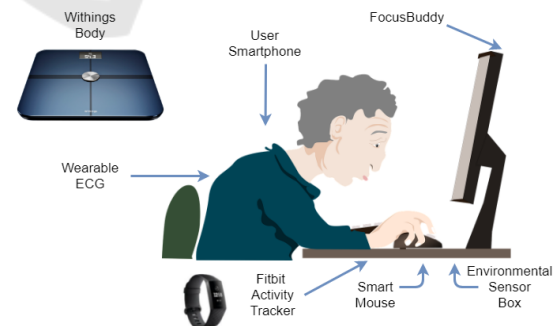 Withings
Body
User
Smartphone
FocusBuddy
Wearable
ECG
Fitbit
Activity
Tracker
Smart
Mouse
Environmental
Sensor
Box